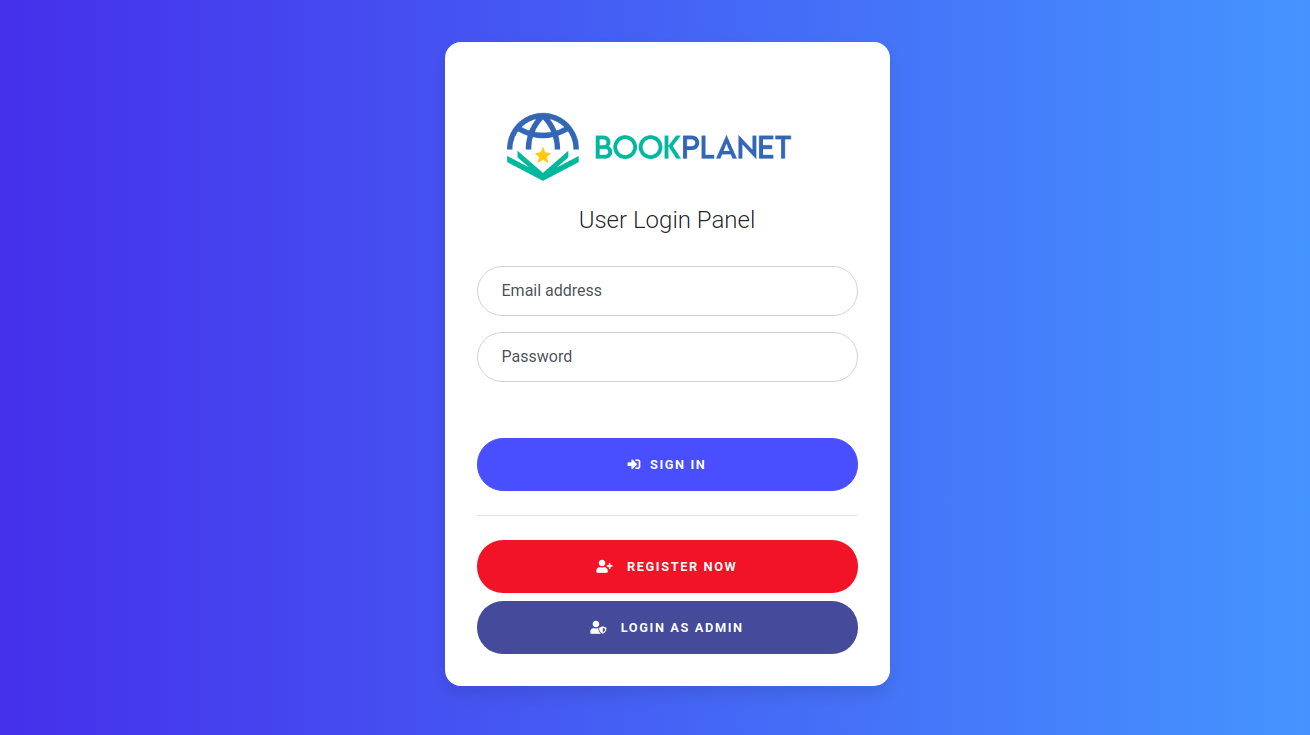 BOOKPLANET
User Login Panel
Email address
Password
SIGN IN
REGISTER NOW
LOGIN AS ADMIN